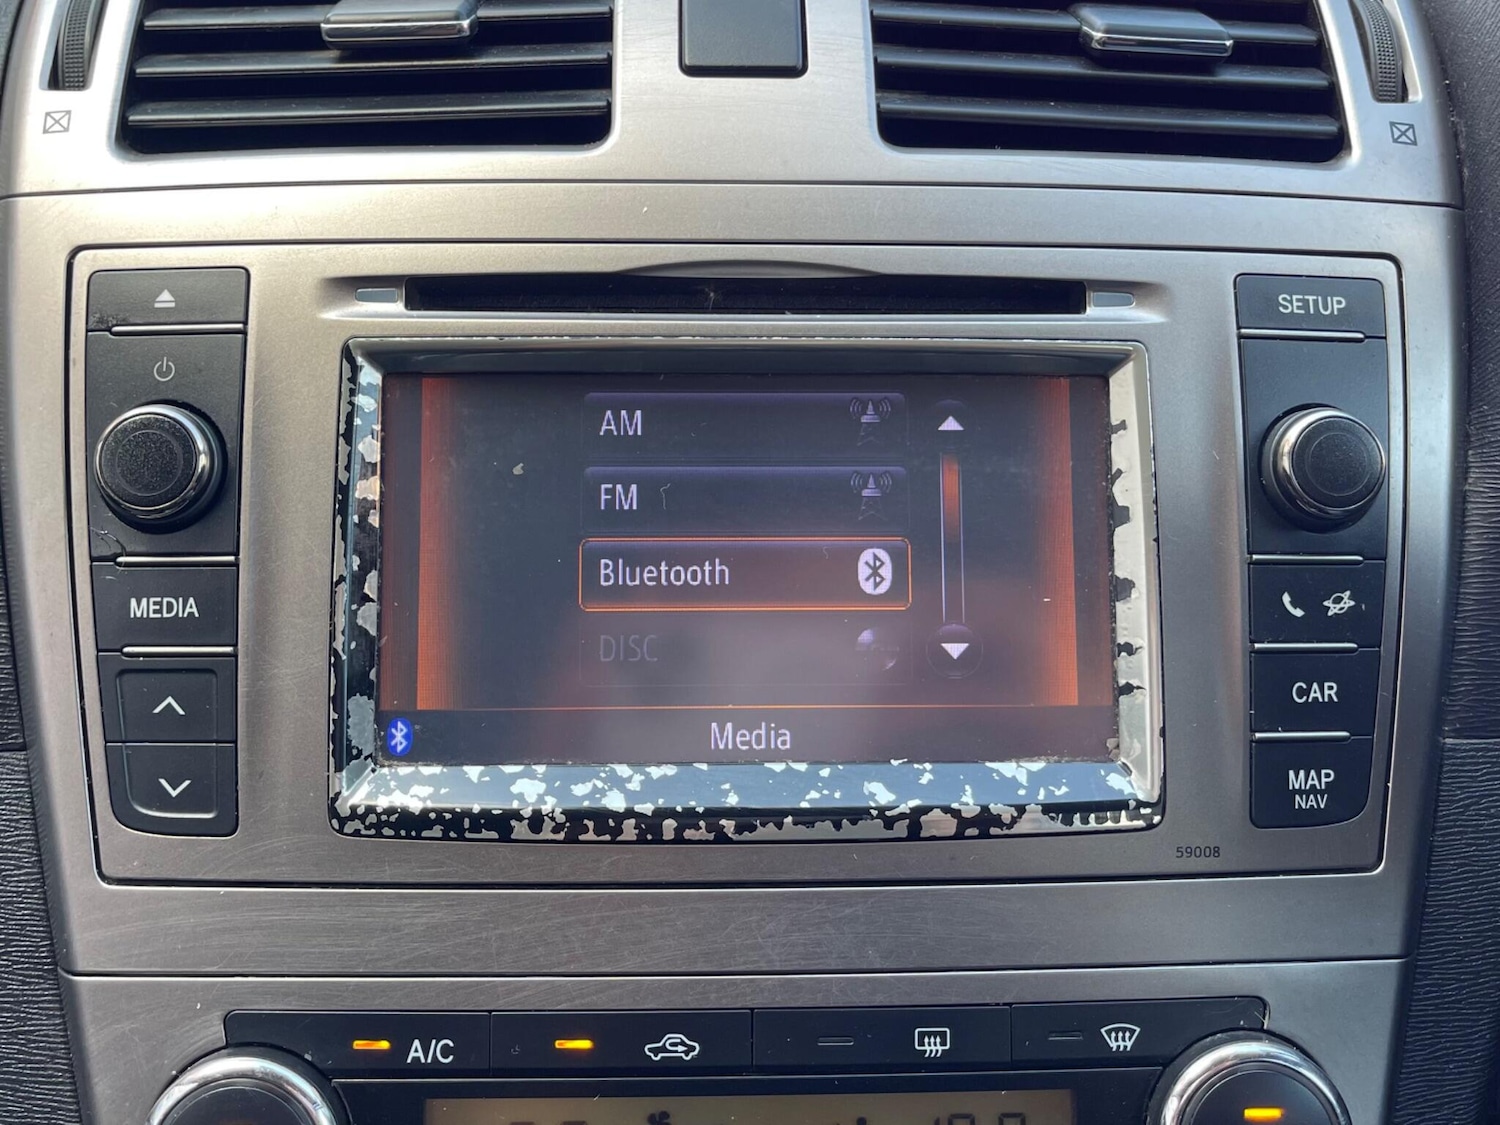 SETUP
AM
FM
Bluetooth
MEDIA
DISC
CAR
Media
MAP
NAV
59008
A/C